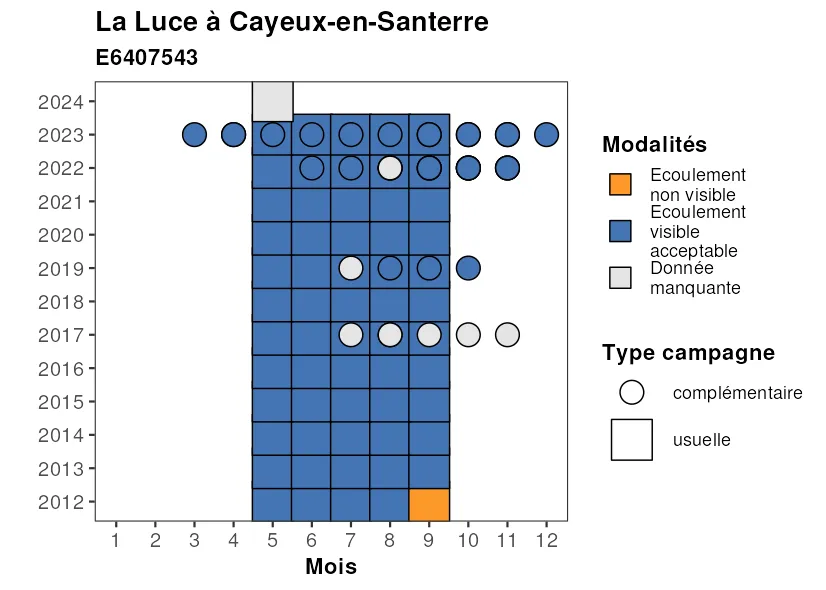 La Luce à Cayeux-en-Santerre
E6407543
2024
2023
2022
2021
2020
2019
2018
2017
2016
2015
2014
2013
2012
1 2 3 4 5 6 7 8 9 10 11 12
Mois
Modalités
Ecoulement
non visible
Ecoulement
visible
acceptable
Donnée
manquante
Type campagne
complémentaire
usuelle